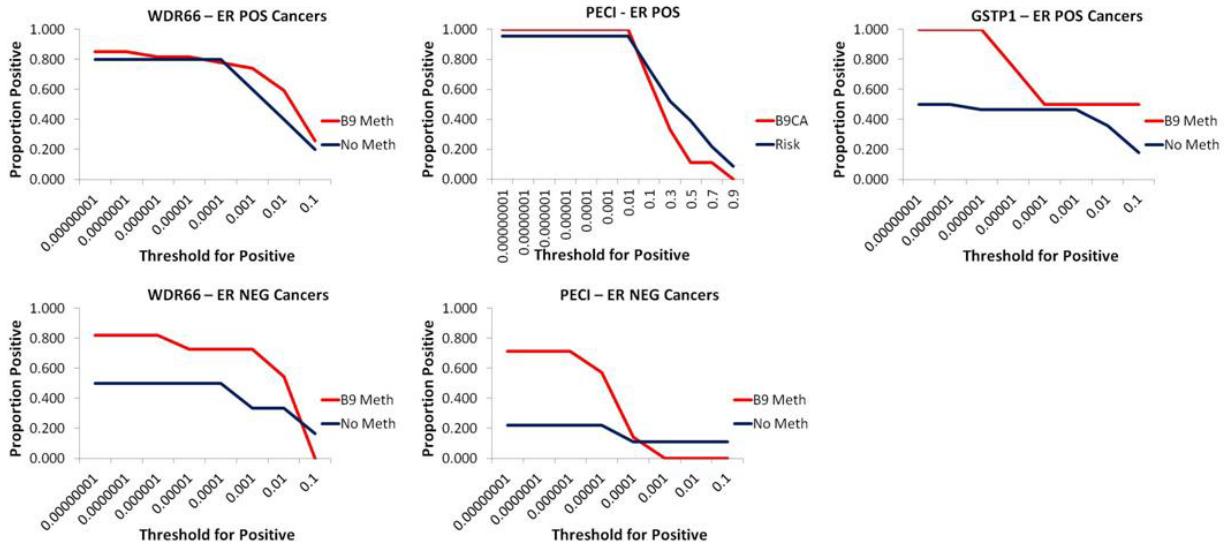 WDR66 – ER POS Cancers
Proportion Positive
1.000
0.800
0.600
0.400
0.200
0.000
0.00000001
0.0000001
0.000001
0.00001
0.0001
0.001
0.01
0.1
Threshold for Positive
B9 Meth
No Meth
PECI - ER POS
Proportion Positive
1.000
0.800
0.600
0.400
0.200
0.000
0.00000001
0.0000001
0.000001
0.00001
0.0001
0.001
0.01
0.1
0.3
0.5
0.7
0.9
Threshold for Positive
B9CA
Risk
GSTP1 – ER POS Cancers
Proportion Positive
1.000
0.800
0.600
0.400
0.200
0.000
0.00000001
0.0000001
0.000001
0.00001
0.0001
0.001
0.01
0.1
Threshold for Positive
B9 Meth
No Meth
WDR66 – ER NEG Cancers
Proportion Positive
1.000
0.800
0.600
0.400
0.200
0.000
0.00000001
0.0000001
0.000001
0.00001
0.0001
0.001
0.01
0.1
Threshold for Positive
B9 Meth
No Meth
PECI – ER NEG Cancers
Proportion Positive
1.000
0.800
0.600
0.400
0.200
0.000
0.00000001
0.0000001
0.000001
0.00001
0.0001
0.001
0.01
0.1
Threshold for Positive
B9 Meth
No Meth